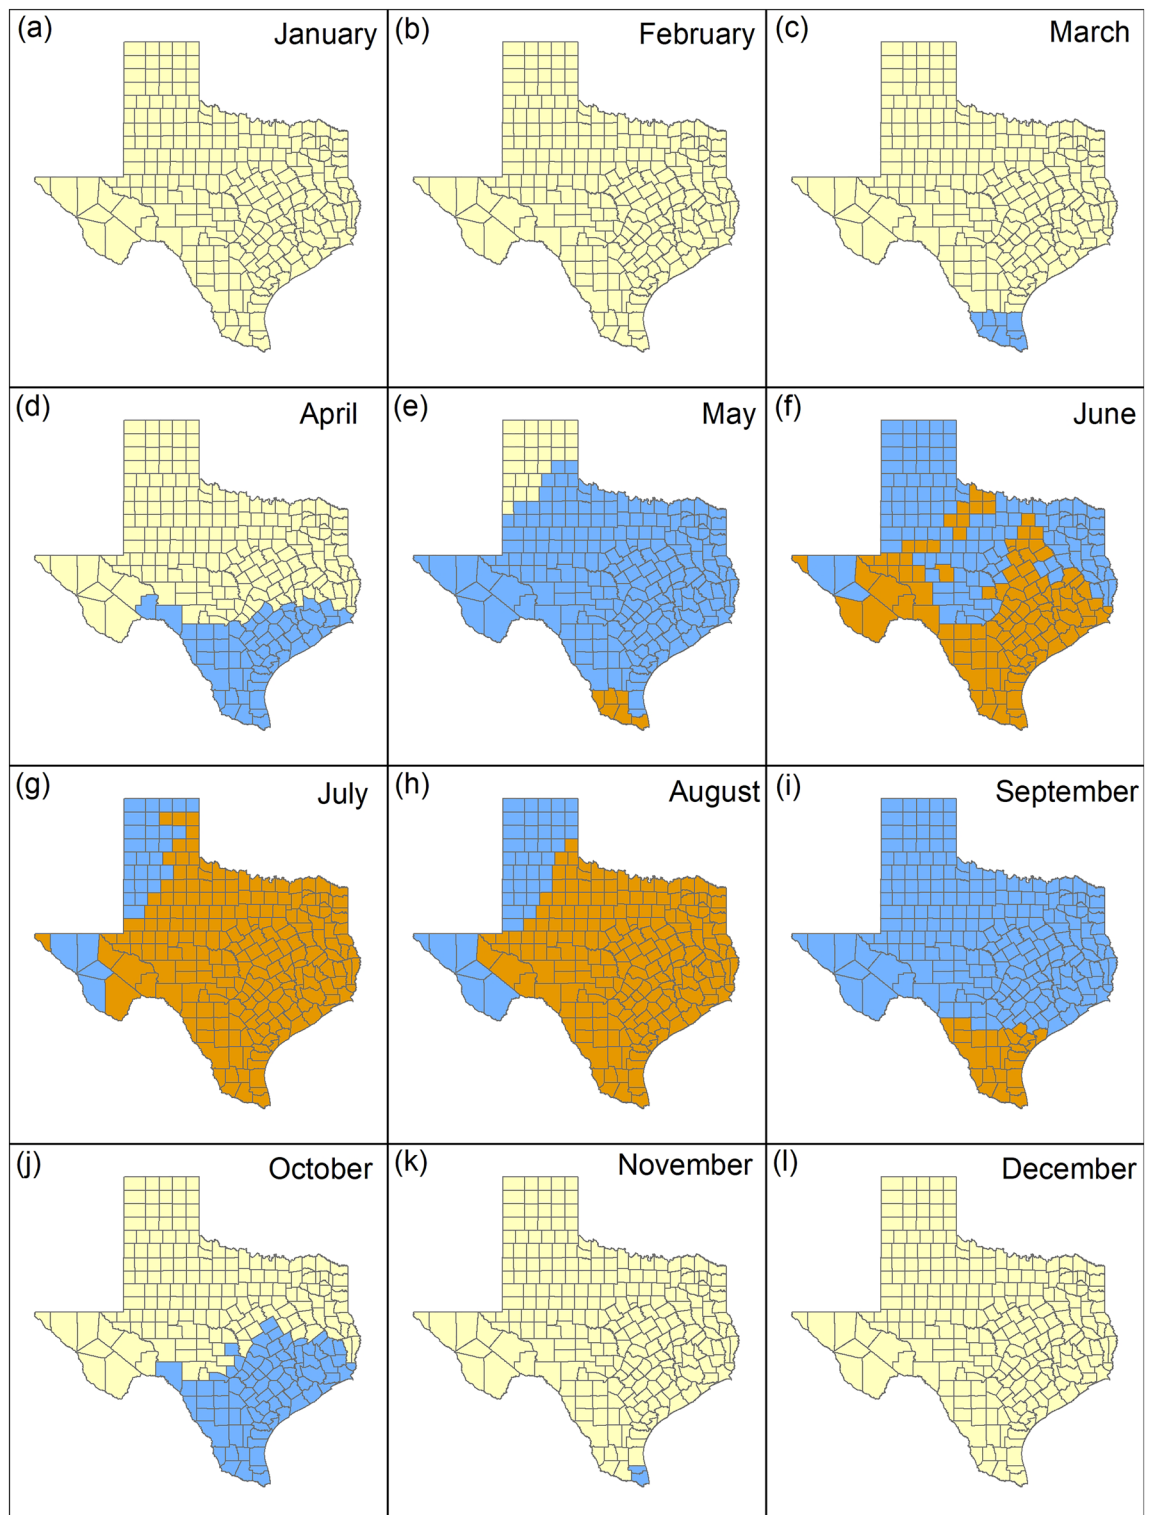 (a) January
(b) February
(c) March
(d) April
(e) May
(f) June
(g) July
(h) August
(i) September
(j) October
(k) November
(l) December